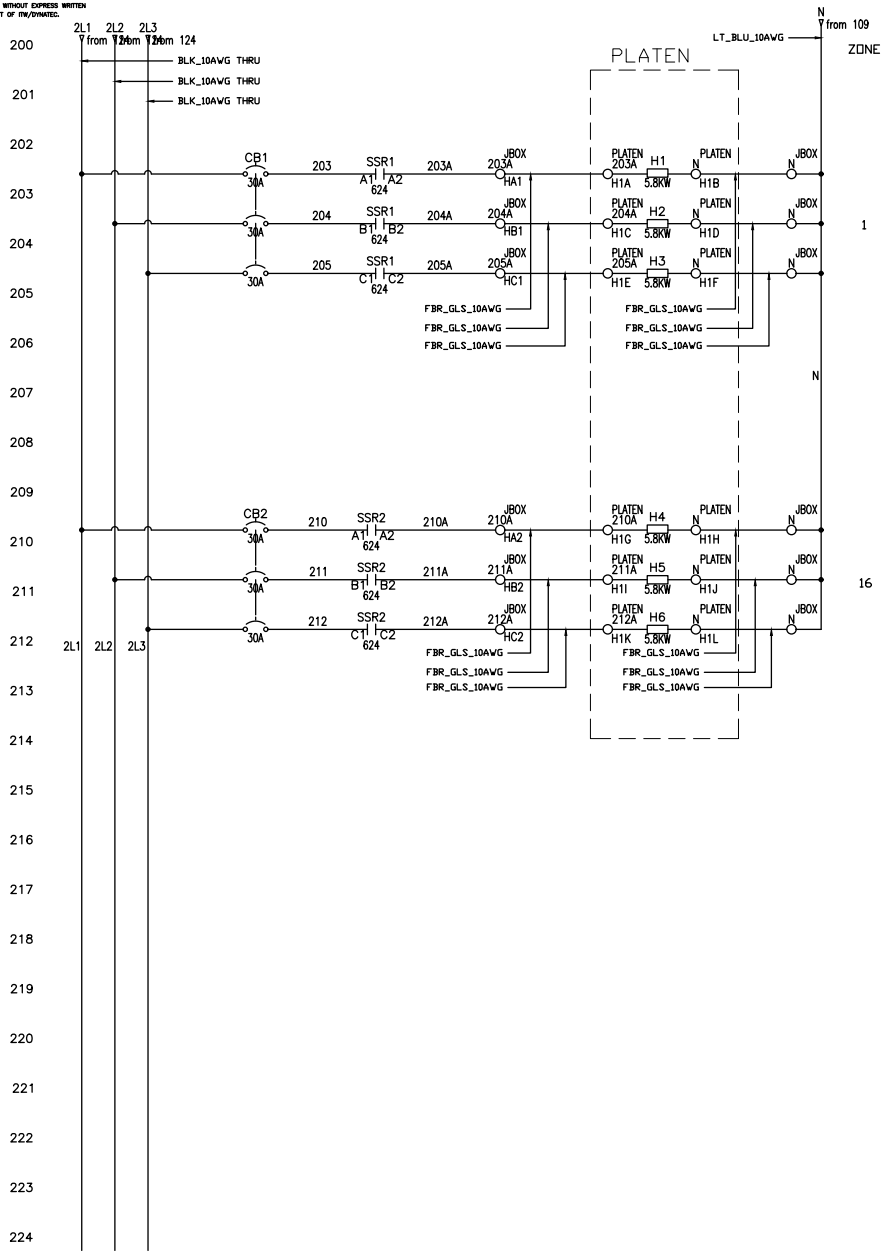 WITHOUT EXPRESS WRITTEN
T OF ITW/DYNATEC.
2L1 2L2 2L3 N
from from from 124 from 109
200 LT_BLU_10AWG ZONE
PLATEN
BLK_10AWG THRU
BLK_10AWG THRU
201 BLK_10AWG THRU
202
CB1 JBOX PLATEN PLATEN JBOX
203 SSR1 203A 203A 203A H1 N N
30A A1 A2 HA1 H1A 5.8KW H1B
624
203
JBOX PLATEN PLATEN JBOX
204 SSR1 204A 204A 204A H2 N N 1
30A B1 B2 HB1 H1C 5.8KW H1D
624
204
JBOX PLATEN PLATEN JBOX
205 SSR1 205A 205A 205A H3 N N
30A C1 C2 HC1 H1E 5.8KW H1F
624
205
FBR_GLS_10AWG FBR_GLS_10AWG
FBR_GLS_10AWG FBR_GLS_10AWG
206 FBR_GLS_10AWG FBR_GLS_10AWG
N
207
208
209
CB2 JBOX PLATEN PLATEN JBOX
210 SSR2 210A 210A 210A H4 N N
30A A1 A2 HA2 H1G 5.8KW H1H
624
210
JBOX PLATEN PLATEN JBOX
211 SSR2 211A 211A 211A H5 N N 16
30A B1 B2 HB2 H1I 5.8KW H1J
624
211
JBOX PLATEN PLATEN JBOX
212 SSR2 212A 212A 212A H6 N N
30A C1 C2 HC2 H1K 5.8KW H1L
624
212
2L1 2L2 2L3
FBR_GLS_10AWG FBR_GLS_10AWG
FBR_GLS_10AWG FBR_GLS_10AWG
213 FBR_GLS_10AWG FBR_GLS_10AWG
214
215
216
217
218
219
220
221
222
223
224